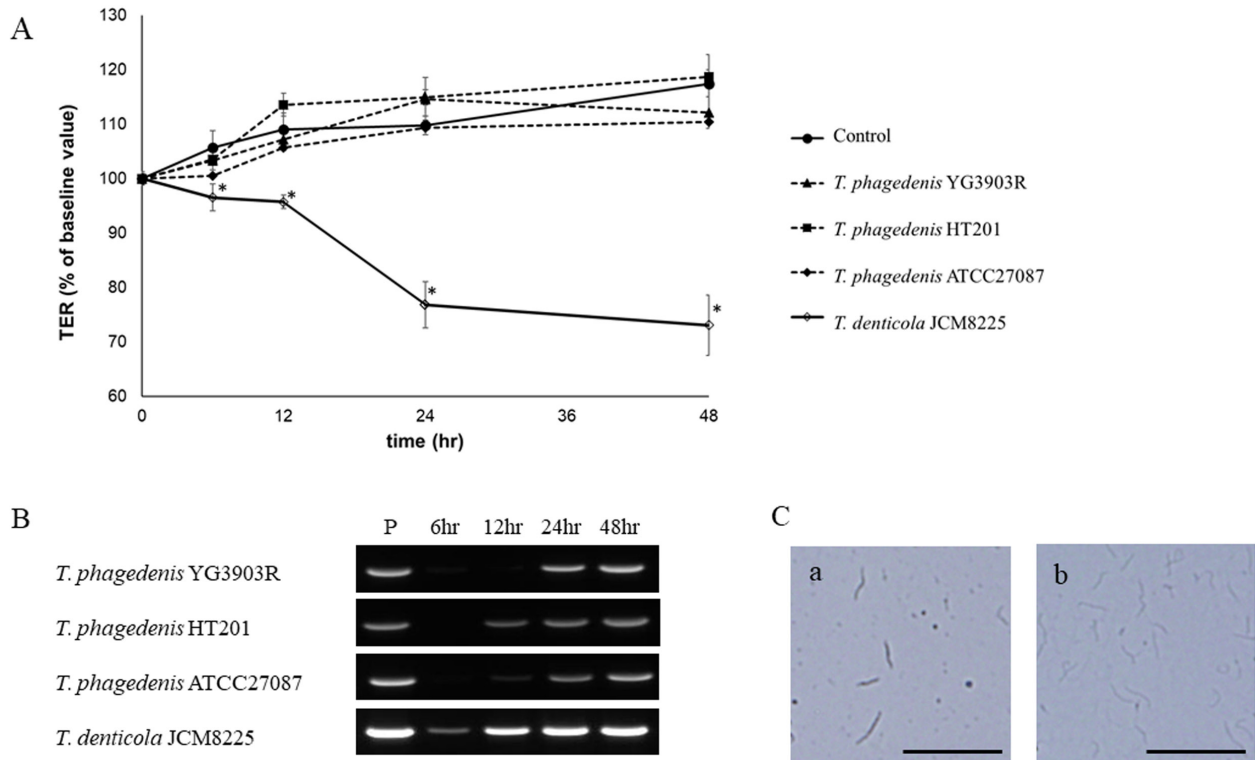 A
130
120
110
100
90
80
70
60
TER (% of baseline value)
* * * *
0 12 24 36 48
time (hr)
Control
T. phagedenis YG3903R
T. phagedenis HT201
T. phagedenis ATCC27087
T. denticola JCM8225
B
P 6hr 12hr 24hr 48hr
T. phagedenis YG3903R
T. phagedenis HT201
T. phagedenis ATCC27087
T. denticola JCM8225
C
a b